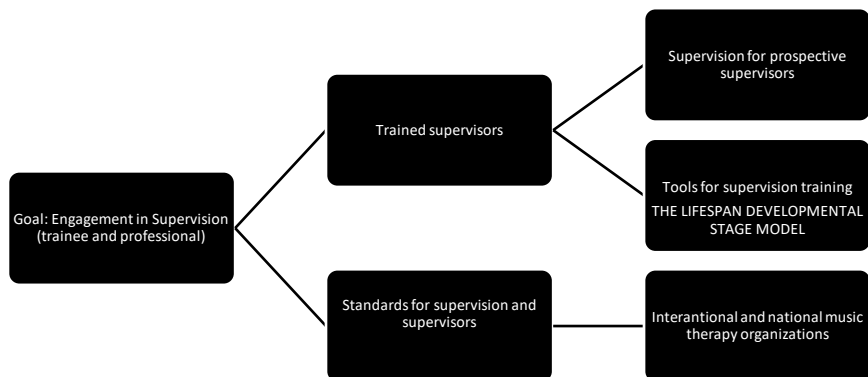 Goal: Engagement in Supervision
(trainee and professional)
Trained supervisors
Supervision for prospective
supervisors
Tools for supervision training
THE LIFESPAN DEVELOPMENTAL
STAGE MODEL
Standards for supervision and
supervisors
Interantional and national music
therapy organizations